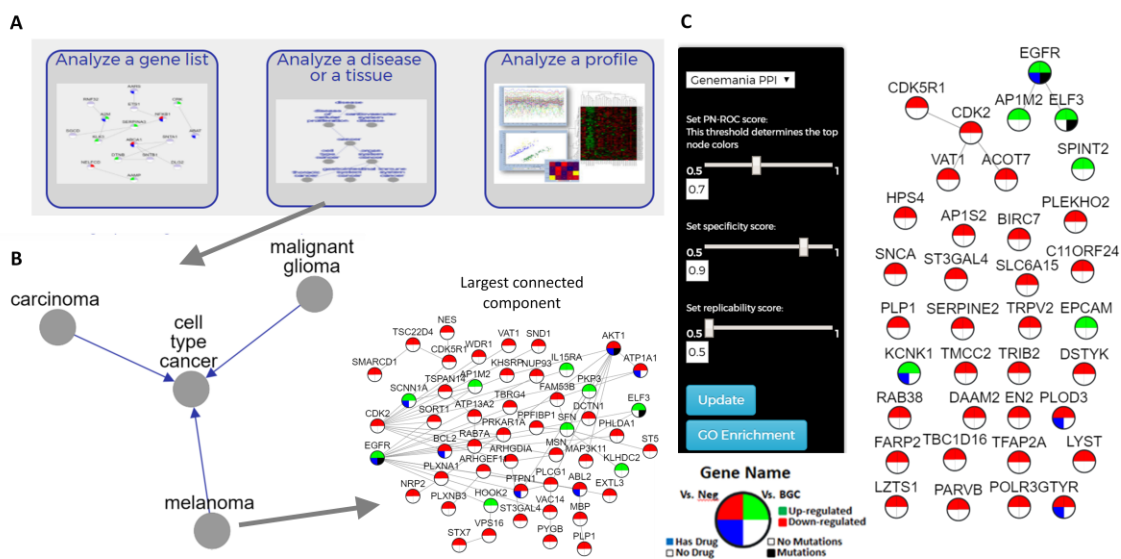 A
Analyze a gene list
Analyze a disease
or a tissue
Analyze a profile
B
malignant
glioma
carcinoma
cell
type
cancer
melanoma
Largest connected
component
NES
TSC22D4
VAT1
SND1
AKT1
CDK5R1
WDR1
IL15RA
ATP1A1
SMARCD1
KHSRP
NUP93
TSPAN14
AP1M2
PKP3
SCNN1A
FAM53B
ELF3
TBRG4
ATP13A2
DCTN1
CDK2
SORT1
PPFIBP1
SFN
PRKAR1A
PHLDA1
EGFR
BCL2
RAB7A
MSN
ST5
ARHGDIA
MAP3K11
ARHGEF11
KLHDC2
PLXNA1
PTPN1
PLCG1
ABL2
EXTL3
NRP2
HOOK2
PLXNB3
VAC14
ST3GAL4
MBP
VPS16
STX7
PYGB
PLP1
C
Genemania PPI
Set PN-ROC score:
This threshold determines the top
node colors
0.5 1
0.7
Set specificity score:
0.5 1
0.9
Set replicability score:
0.5 1
0.5
Update
GO Enrichment
Gene Name
Vs. Neg
Vs. BGC
Up-regulated
Down-regulated
Has Drug
No Drug
No Mutations
Mutations
EGFR
CDK5R1
AP1M2
ELF3
CDK2
SPINT2
VAT1
ACOT7
HPS4
PLEKHO2
AP1S2
BIRC7
SNCA
ST3GAL4
SLC6A15
C11ORF24
PLP1
SERPINE2
TRPV2
EPCAM
KCNK1
TMCC2
TRIB2
DSTYK
RAB38
DAAM2
EN2
PLOD3
FARP2
TBC1D16
TFAP2A
LYST
LZTS1
PARVB
POLR3G
TYR